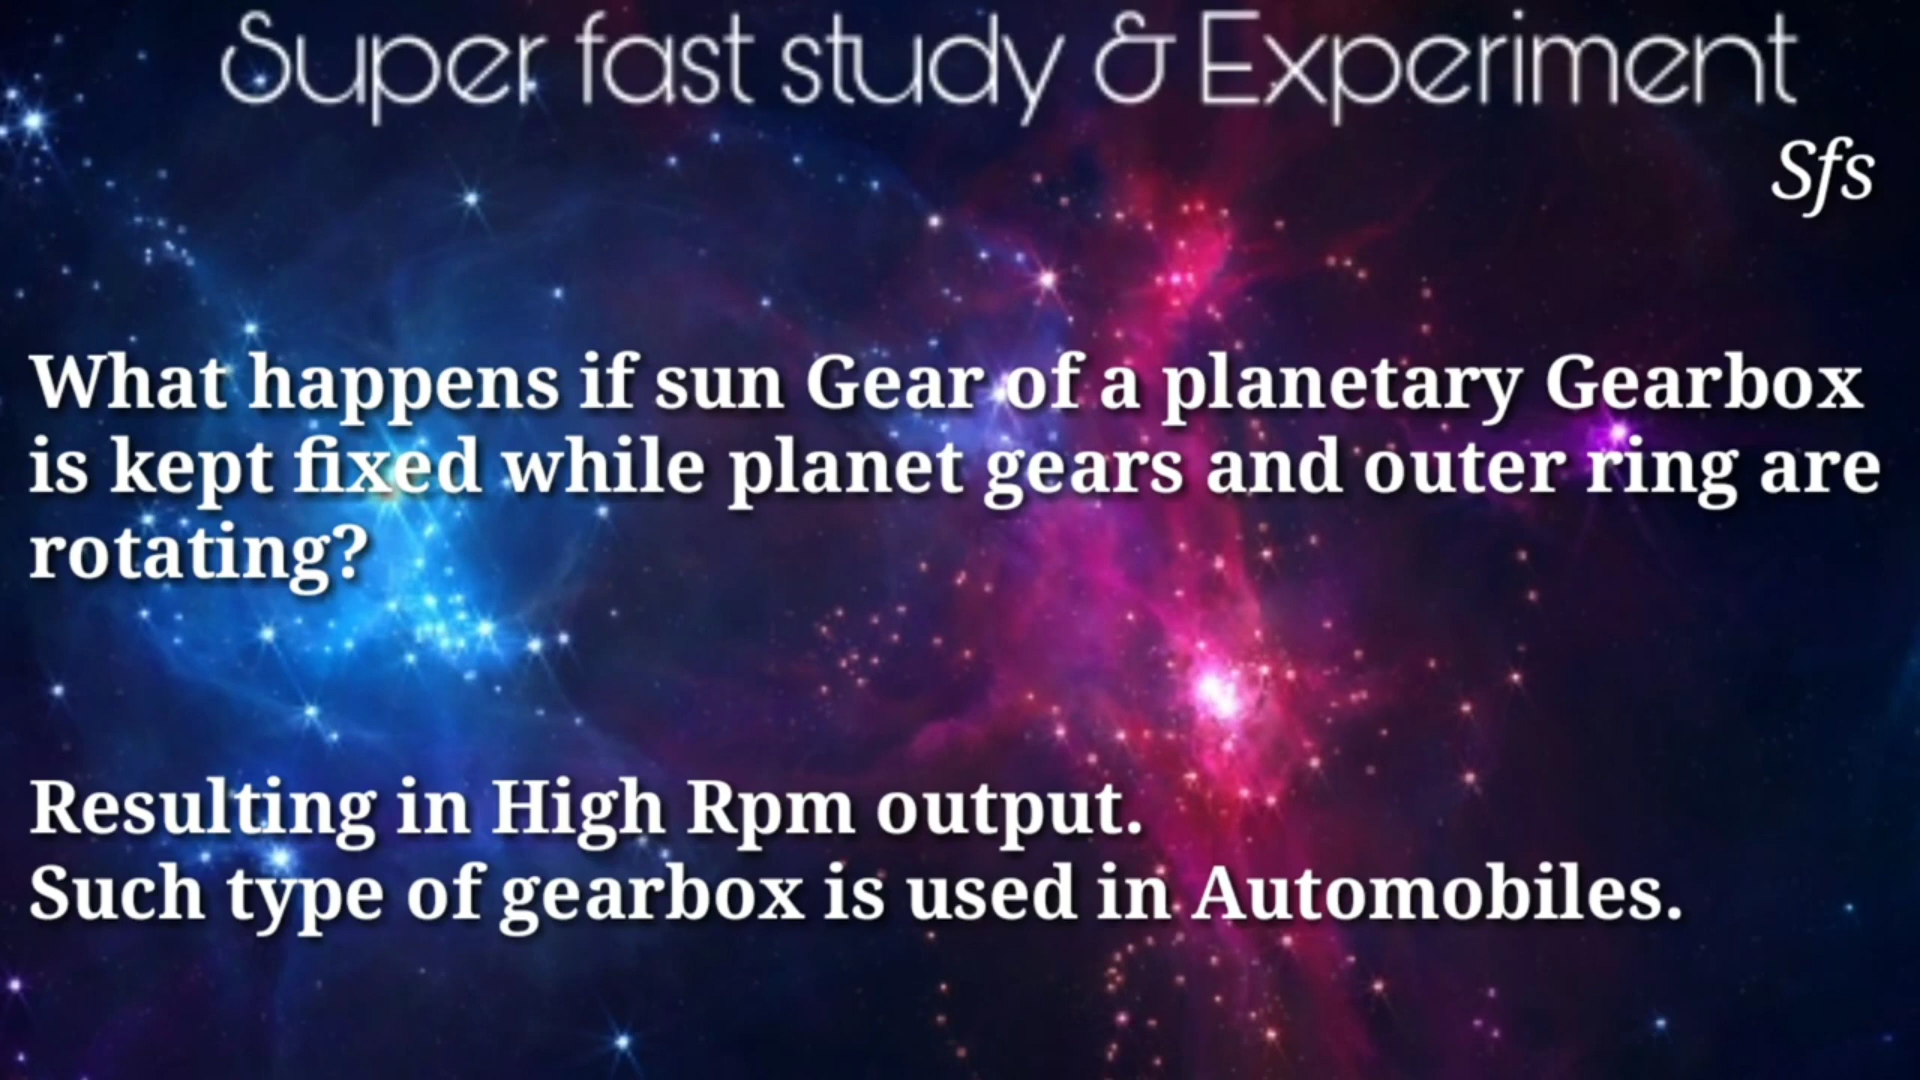 Super fast study & Experiment
Sfs
What happens if sun Gear of a planetary Gearbox
is kept fixed while planet gears and outer ring are
rotating?
Resulting in High Rpm output.
Such type of gearbox is used in Automobiles.